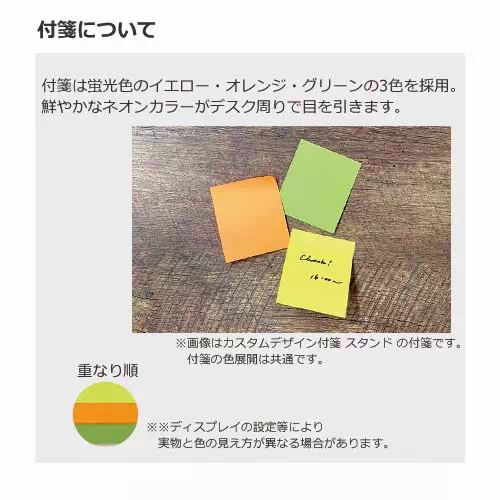 付箋について
付箋は蛍光色のイエロー・オレンジ・グリーンの3色を採用。
鮮やかなネオンカラーがデスク周りで目を引きます。
Check!
16:00~
※画像はカスタムデザイン付箋 スタンド の付箋です。
付箋の色展開は共通です。
重なり順
※※ディスプレイの設定等により
実物と色の見え方が異なる場合があります。